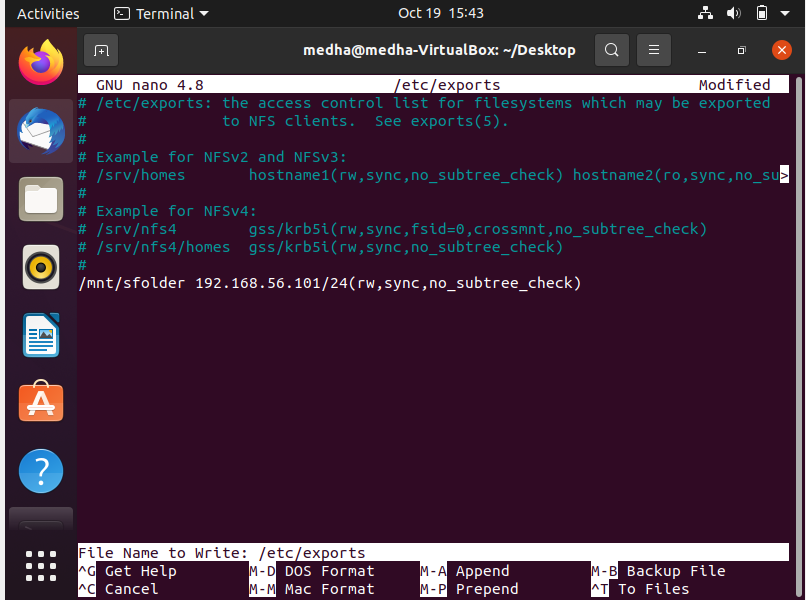 Activities Terminal Oct 19 15:43
medha@medha-VirtualBox: ~/Desktop
GNU nano 4.8 /etc/exports Modified
# /etc/exports: the access control list for filesystems which may be exported
# to NFS clients. See exports(5).
#
# Example for NFSv2 and NFSv3:
# /srv/homes hostname1(rw,sync,no_subtree_check) hostname2(ro,sync,no_su>
#
# Example for NFSv4:
# /srv/nfs4 gss/krb5i(rw,sync,fsid=0,crossmnt,no_subtree_check)
# /srv/nfs4/homes gss/krb5i(rw,sync,no_subtree_check)
#
/mnt/sfolder 192.168.56.101/24(rw,sync,no_subtree_check)
File Name to Write: /etc/exports
^G Get Help M-D DOS Format M-A Append M-B Backup File
^C Cancel M-M Mac Format M-P Prepend ^T To Files